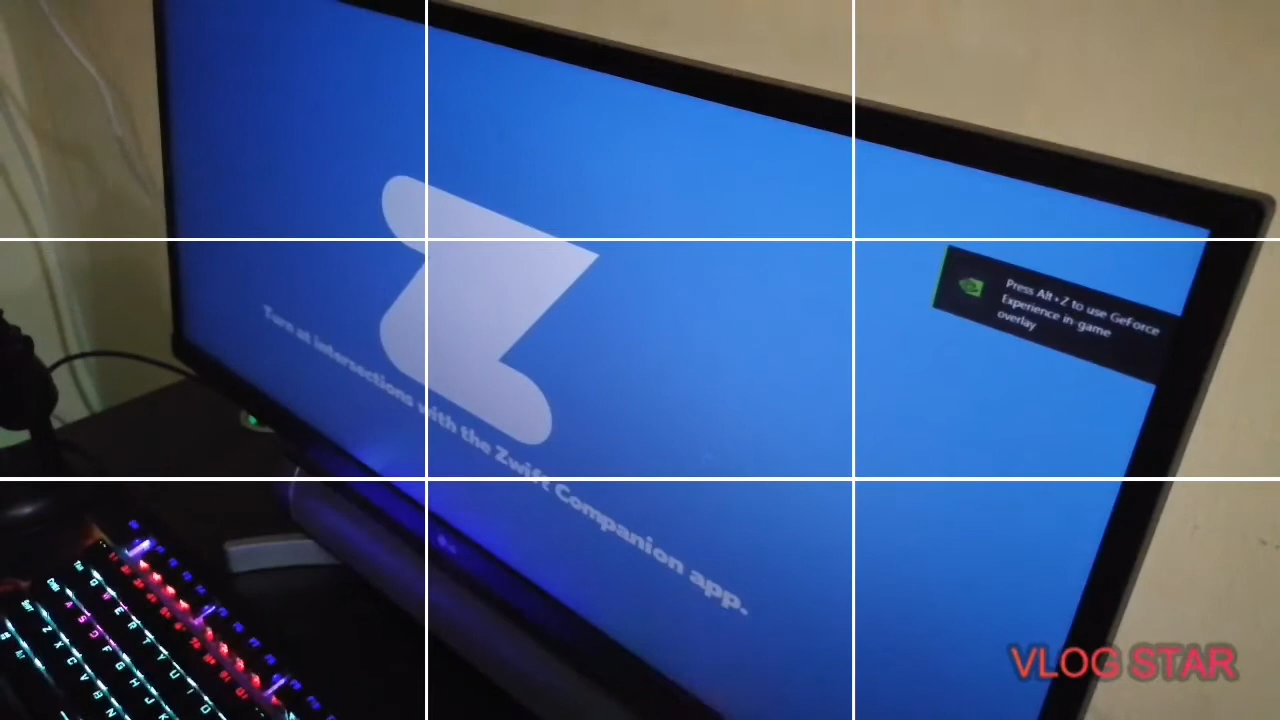 Press Alt+Z to use GeForce
Experience in-game
overlay
Turn at intersections with the Zwift Companion app.
VLOG STAR